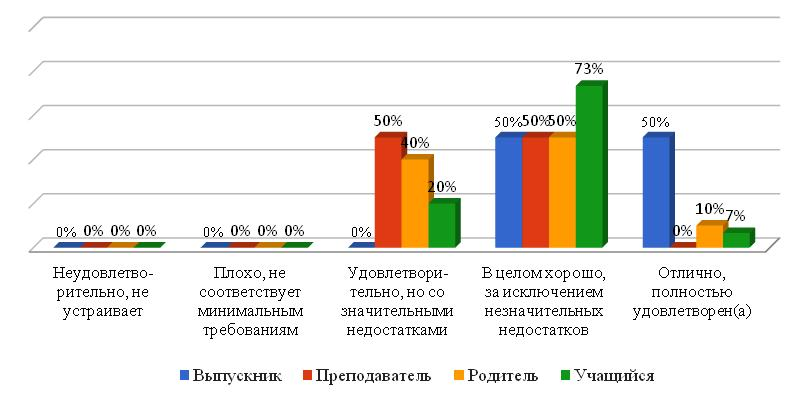 73%
50% 50% 50% 50% 50%
40%
20%
10%
7%
0% 0% 0% 0% 0% 0% 0% 0% 0% 0%
Неудовлетво-
рительно, не
устраивает
Плохо, не
соответствует
минимальным
требованиям
Удовлетвори-
тельно, но со
значительными
недостатками
В целом хорошо,
за исключением
незначительных
недостатков
Отлично,
полностью
удовлетворен(а)
Выпускник Преподаватель Родитель Учащийся